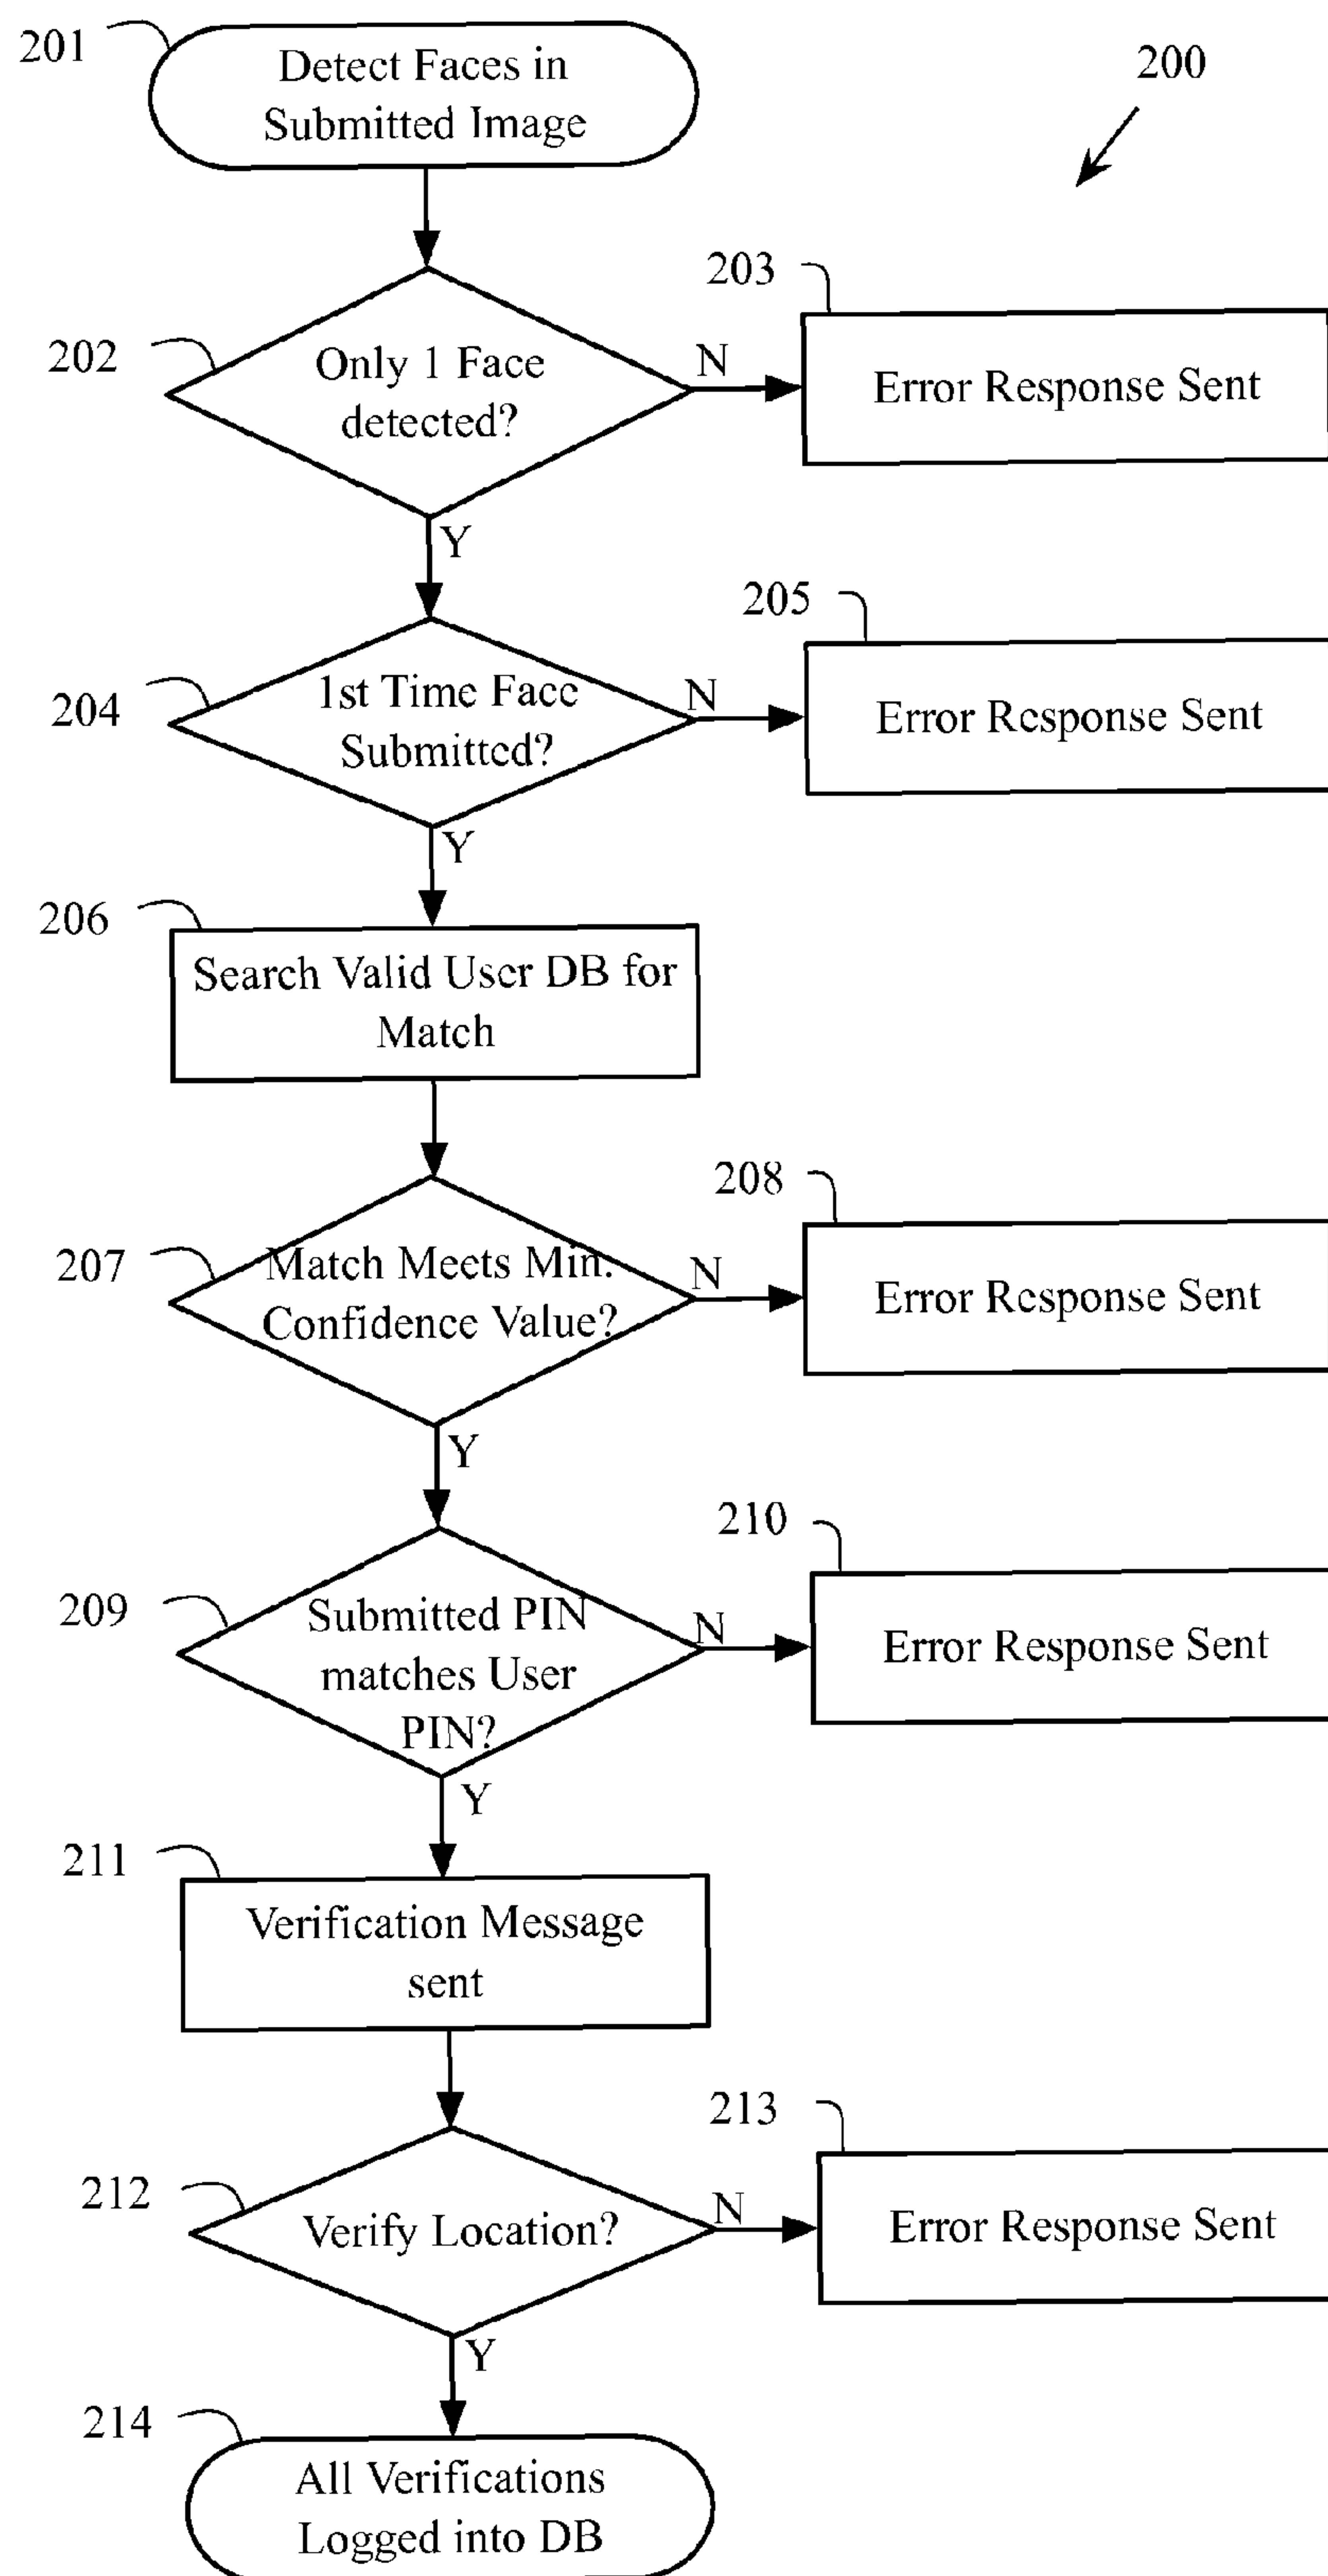 201
Detect Faces in
Submitted Image
200
202
Only 1 Face
detected?
N
203
Error Response Sent
Y
204
1st Time Face
Submitted?
N
205
Error Response Sent
Y
206
Search Valid User DB for
Match
207
Match Meets Min.
Confidence Value?
N
208
Error Response Sent
Y
209
Submitted PIN
matches User
PIN?
N
210
Error Response Sent
Y
211
Verification Message
sent
212
Verify Location?
N
213
Error Response Sent
Y
214
All Verifications
Logged into DB